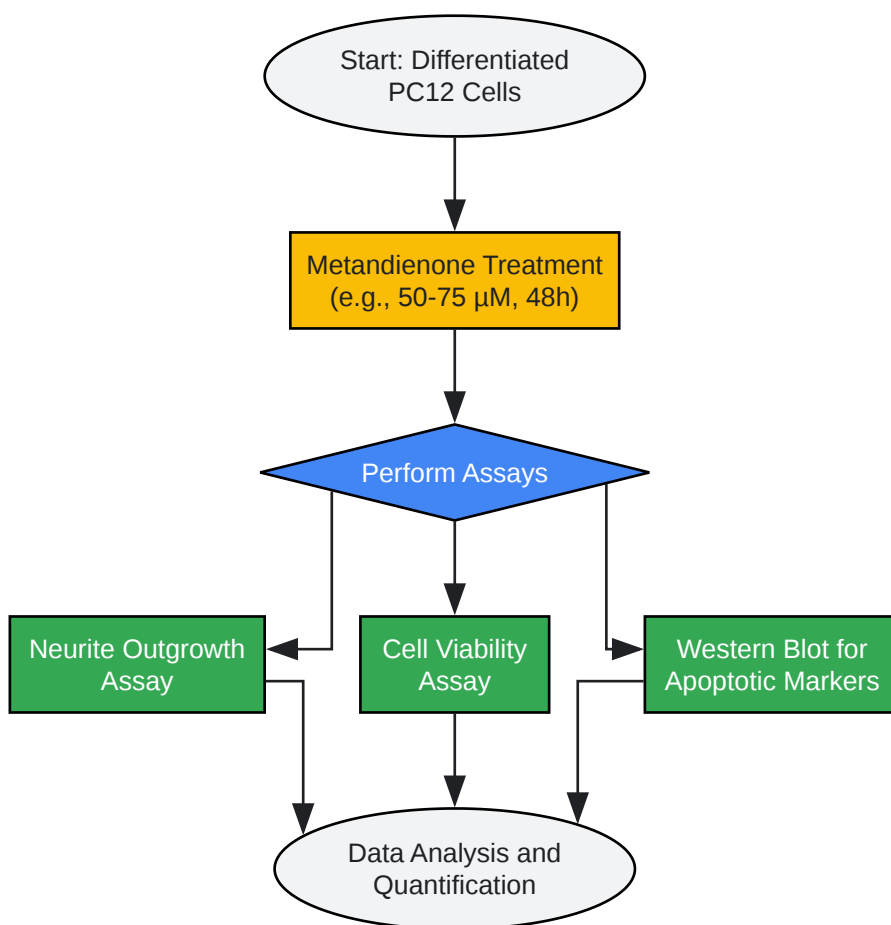 Start: Differentiated
PC12 Cells
Metandienone Treatment
(e.g., 50-75 µM, 48h)
Perform Assays
Neurite Outgrowth
Assay
Cell Viability
Assay
Western Blot for
Apoptotic Markers
Data Analysis and
Quantification